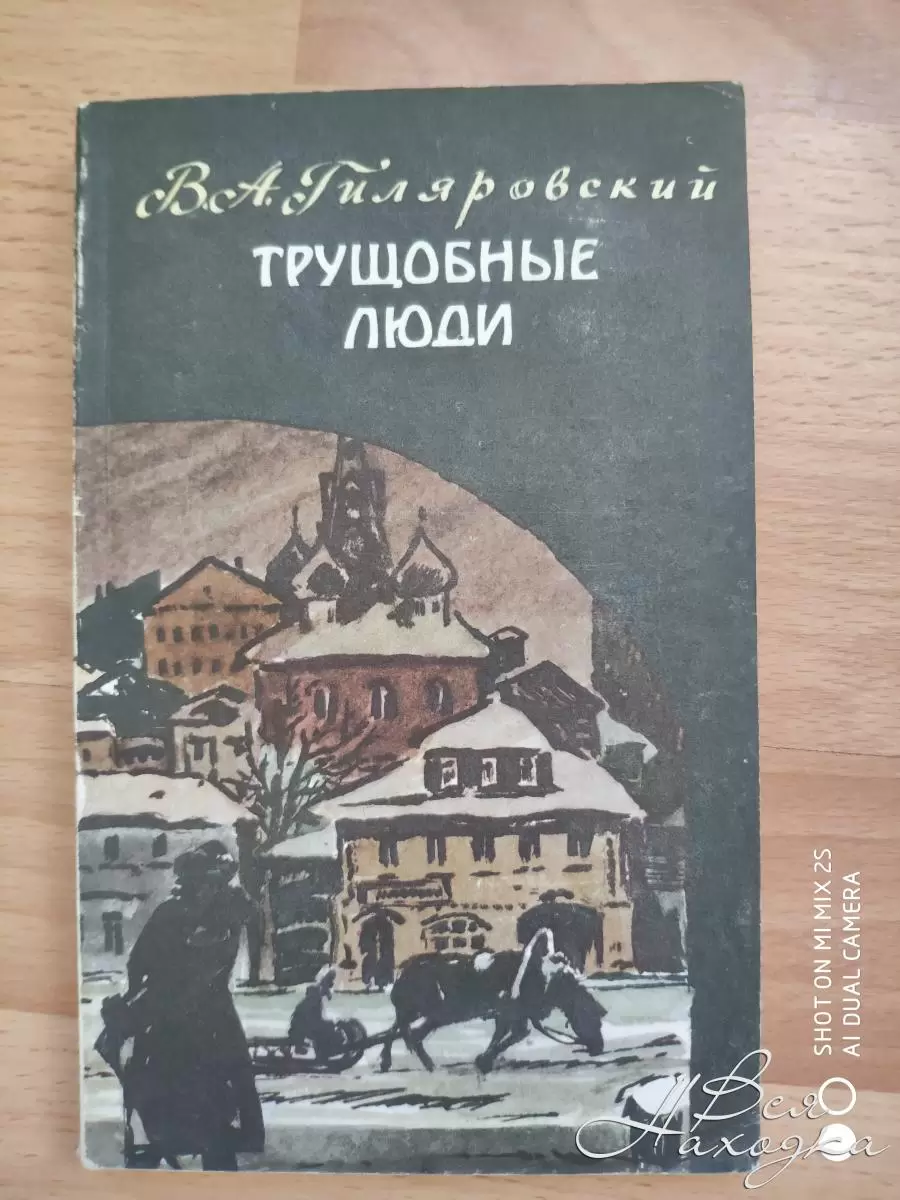 В.А. Гиляровский
ТРУЩОБНЫЕ
ЛЮДИ
SHOT ON MI MIX 2S
AI DUAL CAMERA
Вся
Находка